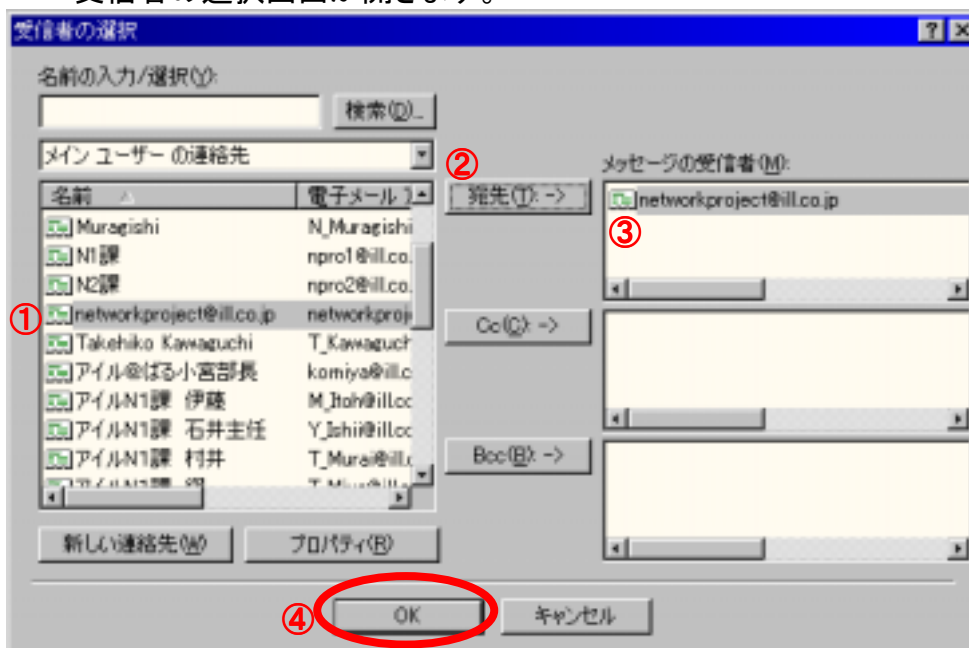 受信者の選択
名前の入力/選択(Y):
検索(D)...
メイン ユーザー の連絡先
②
メッセージの受信者(M):
名前
電子メール ア
宛先(T): ->
networkproject@ill.co.jp
③
Muragishi N_Muragishi
N1課 npro1@ill.co.
N2課 npro2@ill.co.
① networkproject@ill.co.jp networkproje
Cc(C): ->
Takehiko Kawaguchi T_Kawaguch
アイル@ぱる小宮部長 komiya@ill.c
アイルN1課 伊藤 M_Itoh@ill.cc
アイルN1課 石井主任 Y_Ishii@ill.cc
アイルN1課 村井 T_Murai@ill.c
Bcc(B): ->
新しい連絡先(W)
プロパティ(R)
④ OK
キャンセル